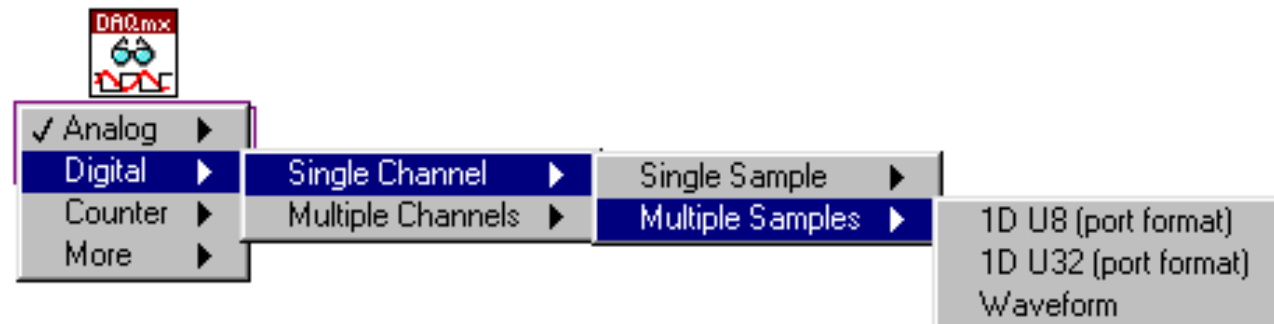 DAQmx
✓ Analog
Digital
Counter
More
Single Channel
Multiple Channels
Single Sample
Multiple Samples
1D U8 (port format)
1D U32 (port format)
Waveform